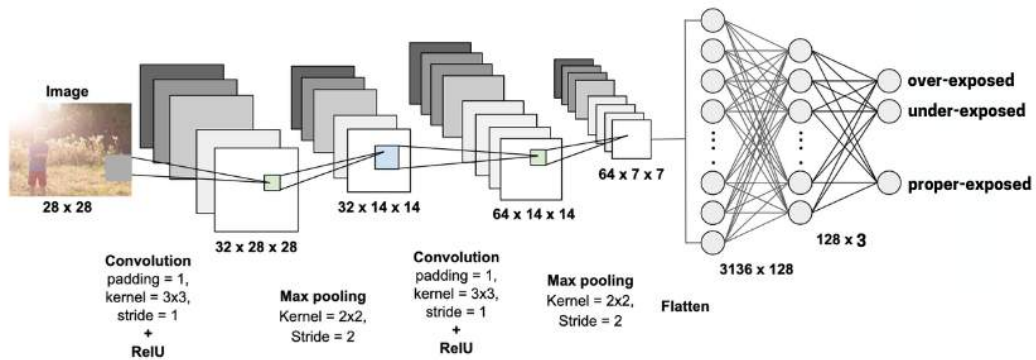 Image
28 x 28
32 x 28 x 28
Convolution
padding = 1,
kernel = 3x3,
stride = 1
+
RelU
32 x 14 x 14
Max pooling
Kernel = 2x2,
Stride = 2
64 x 14 x 14
Convolution
padding = 1,
kernel = 3x3,
stride = 1
+
RelU
64 x 7 x 7
Max pooling
Kernel = 2x2,
Stride = 2
Flatten
3136 x 128
128 x 3
over-exposed
under-exposed
proper-exposed